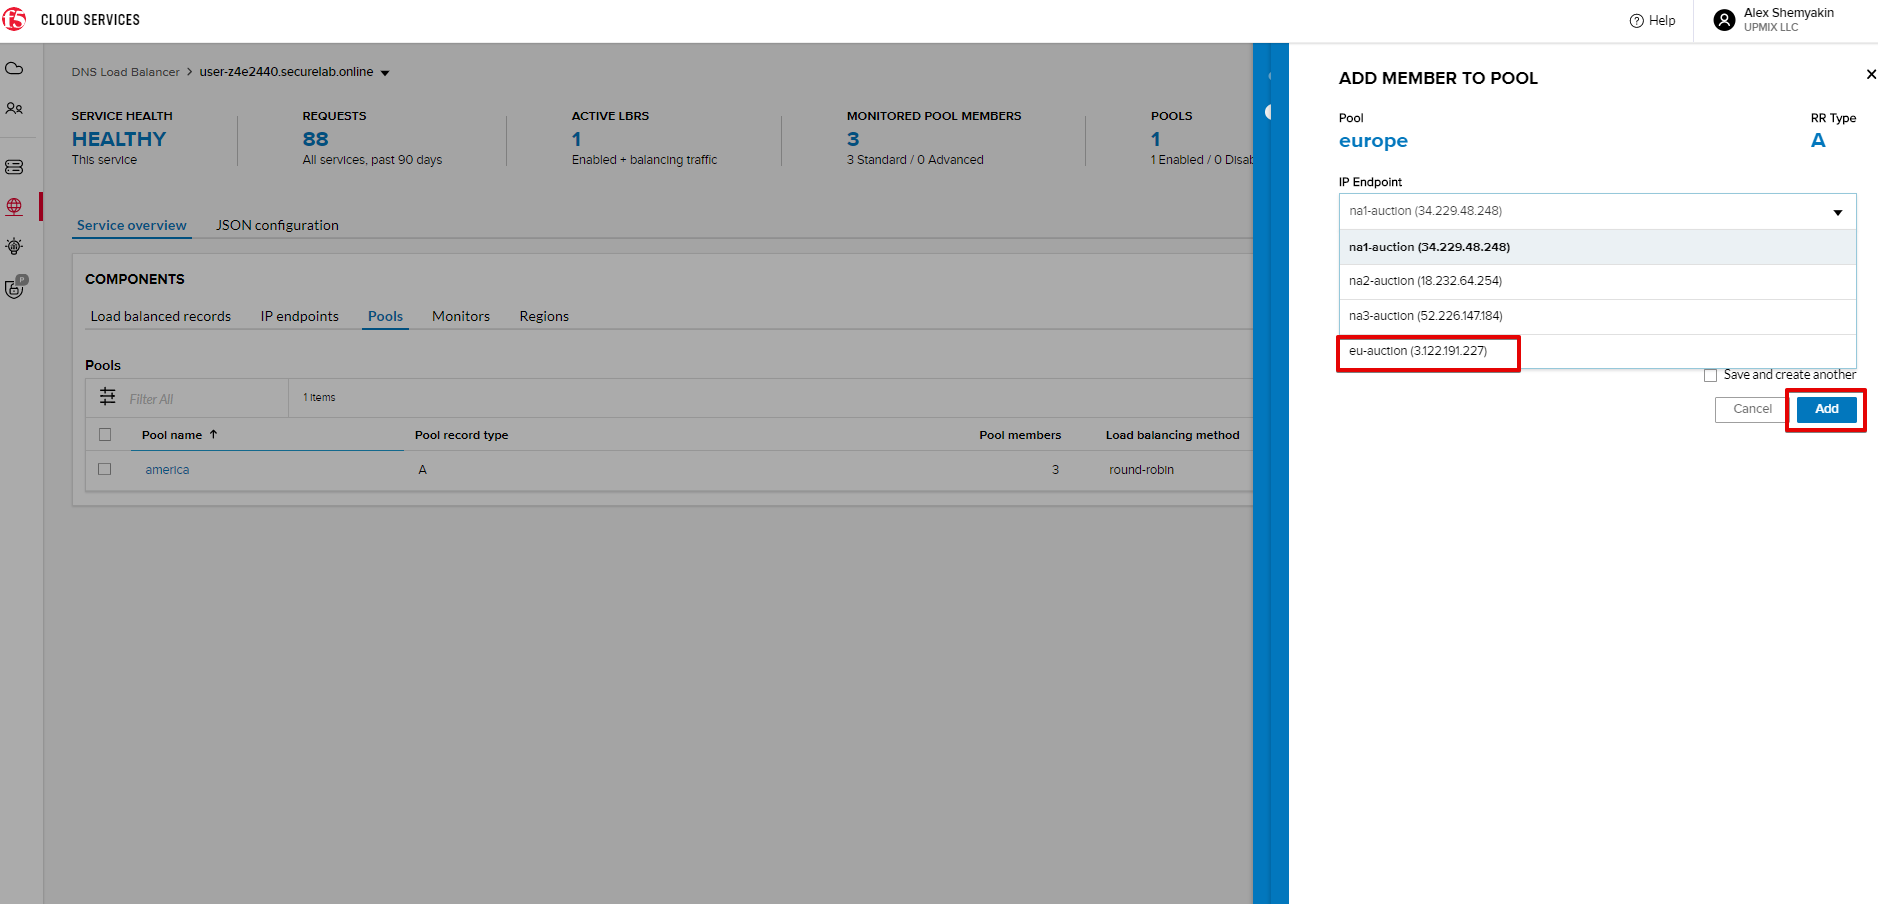 f5 CLOUD SERVICES
Help
Alex Shemyakin
UPMIX LLC
DNS Load Balancer > user-z4e2440.securelab.online
SERVICE HEALTH
HEALTHY
This service
REQUESTS
88
All services, past 90 days
ACTIVE LBRS
1
Enabled + balancing traffic
MONITORED POOL MEMBERS
3
3 Standard / 0 Advanced
POOLS
1
1 Enabled / 0 Disab
Service overview
JSON configuration
COMPONENTS
Load balanced records
IP endpoints
Pools
Monitors
Regions
Pools
Filter All
1 Items
Pool name ↑
Pool record type
Pool members
Load balancing method
america
A
3
round-robin
P
ADD MEMBER TO POOL
Pool
europe
RR Type
A
IP Endpoint
na1-auction (34.229.48.248)
na1-auction (34.229.48.248)
na2-auction (18.232.64.254)
na3-auction (52.226.147.184)
eu-auction (3.122.191.227)
Save and create another
Cancel
Add